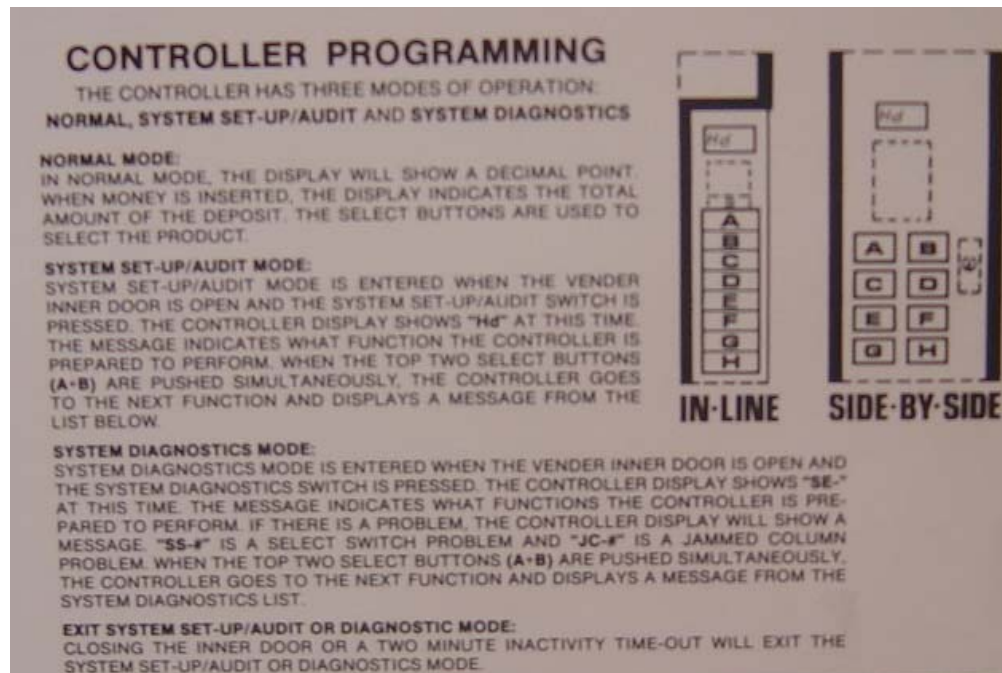 CONTROLLER PROGRAMMING
THE CONTROLLER HAS THREE MODES OF OPERATION:
NORMAL, SYSTEM SET-UP/AUDIT AND SYSTEM DIAGNOSTICS
NORMAL MODE:
IN NORMAL MODE, THE DISPLAY WILL SHOW A DECIMAL POINT.
WHEN MONEY IS INSERTED, THE DISPLAY INDICATES THE TOTAL
AMOUNT OF THE DEPOSIT. THE SELECT BUTTONS ARE USED TO
SELECT THE PRODUCT.
SYSTEM SET-UP/AUDIT MODE:
SYSTEM SET-UP/AUDIT MODE IS ENTERED WHEN THE VENDER
INNER DOOR IS OPEN AND THE SYSTEM SET-UP/AUDIT SWITCH IS
PRESSED. THE CONTROLLER DISPLAY SHOWS "Hd" AT THIS TIME.
THE MESSAGE INDICATES WHAT FUNCTION THE CONTROLLER IS
PREPARED TO PERFORM. WHEN THE TOP TWO SELECT BUTTONS
(A+B) ARE PUSHED SIMULTANEOUSLY, THE CONTROLLER GOES
TO THE NEXT FUNCTION AND DISPLAYS A MESSAGE FROM THE
LIST BELOW.
SYSTEM DIAGNOSTICS MODE:
SYSTEM DIAGNOSTICS MODE IS ENTERED WHEN THE VENDER INNER DOOR IS OPEN AND
THE SYSTEM DIAGNOSTICS SWITCH IS PRESSED. THE CONTROLLER DISPLAY SHOWS "SE-"
AT THIS TIME. THE MESSAGE INDICATES WHAT FUNCTIONS THE CONTROLLER IS PRE-
PARED TO PERFORM. IF THERE IS A PROBLEM, THE CONTROLLER DISPLAY WILL SHOW A
MESSAGE. "SS-#" IS A SELECT SWITCH PROBLEM AND "JC-#" IS A JAMMED COLUMN
PROBLEM. WHEN THE TOP TWO SELECT BUTTONS (A+B) ARE PUSHED SIMULTANEOUSLY,
THE CONTROLLER GOES TO THE NEXT FUNCTION AND DISPLAYS A MESSAGE FROM THE
SYSTEM DIAGNOSTICS LIST.
EXIT SYSTEM SET-UP/AUDIT OR DIAGNOSTIC MODE:
CLOSING THE INNER DOOR OR A TWO MINUTE INACTIVITY TIME-OUT WILL EXIT THE
SYSTEM SET-UP/AUDIT OR DIAGNOSTICS MODE.
Hd
A
B
C
D
E
F
G
H
IN-LINE
Hd
A B
C D
E F
G H
SIDE-BY-SIDE